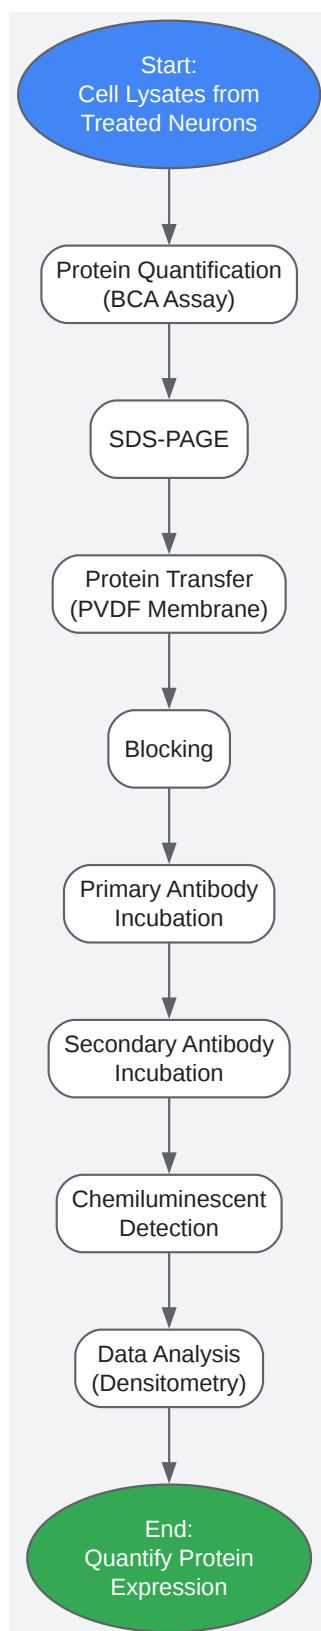 Start:
Cell Lysates from
Treated Neurons
Protein Quantification
(BCA Assay)
SDS-PAGE
Protein Transfer
(PVDF Membrane)
Blocking
Primary Antibody
Incubation
Secondary Antibody
Incubation
Chemiluminescent
Detection
Data Analysis
(Densitometry)
End:
Quantify Protein
Expression